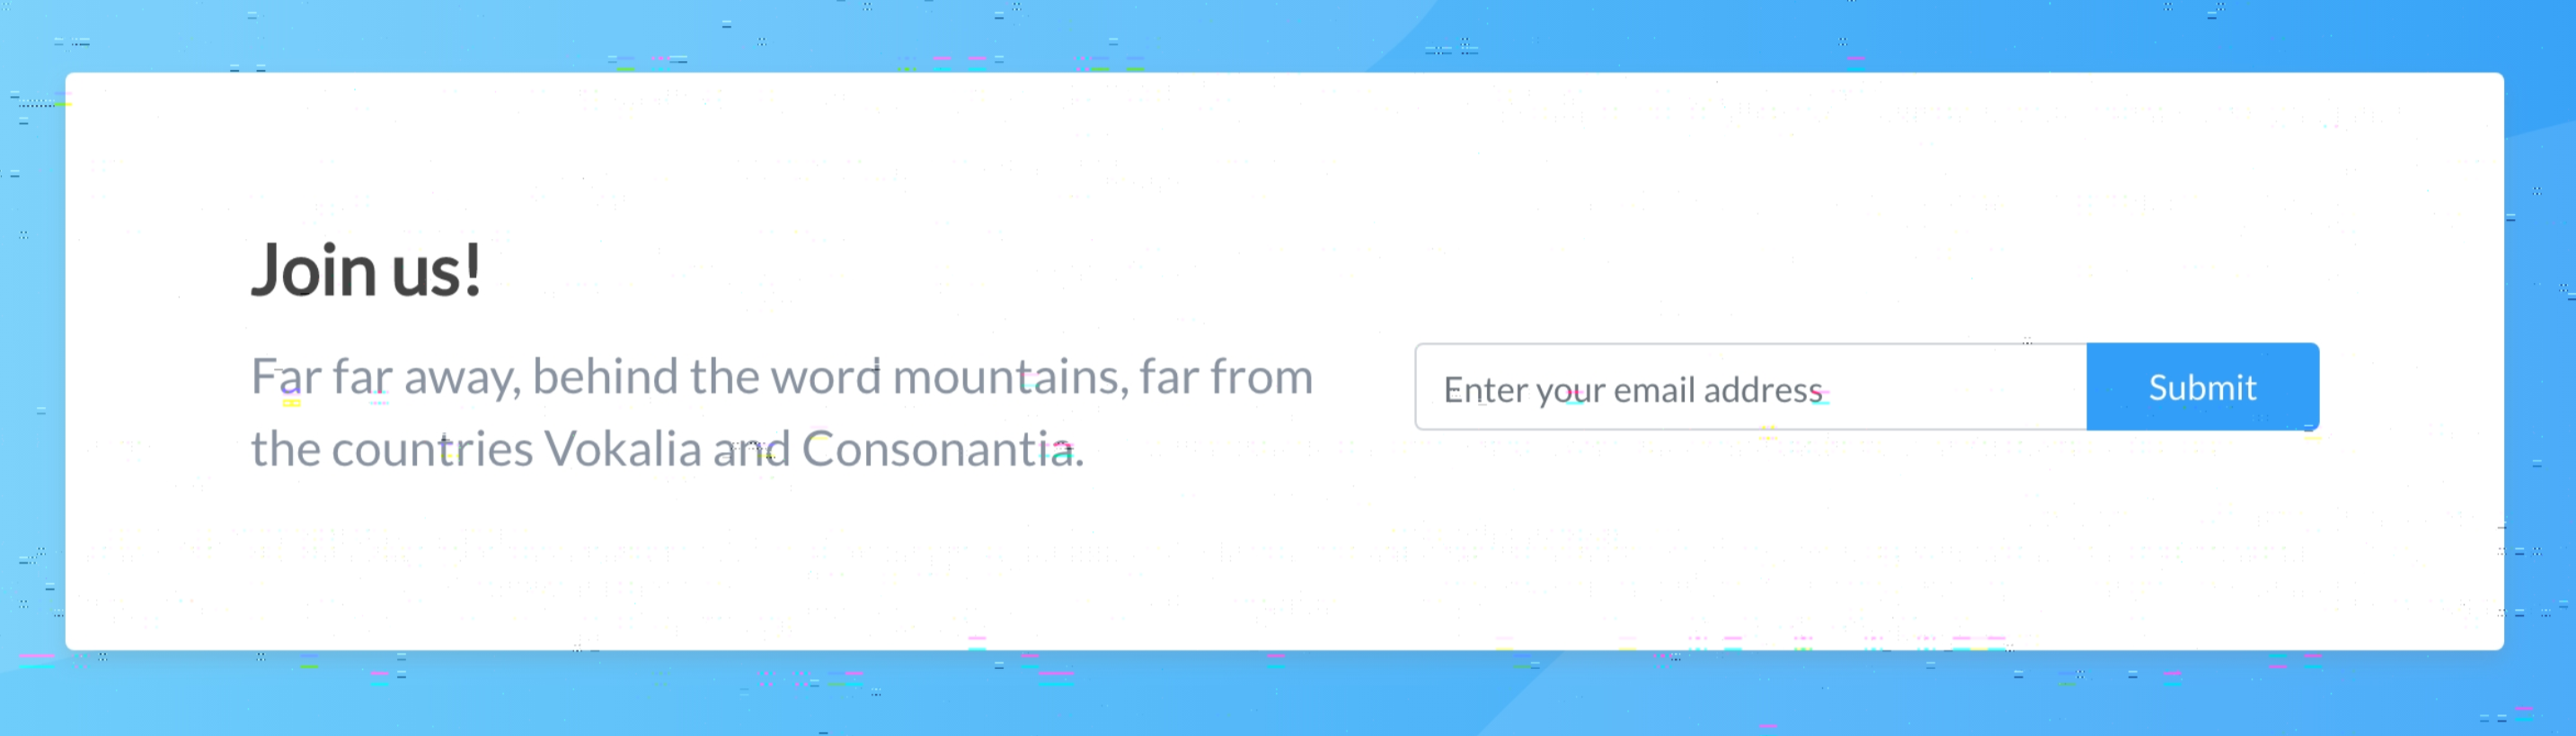 Join us!
Far far away, behind the word mountains, far from
the countries Vokalia and Consonantia.
Enter your email address
Submit